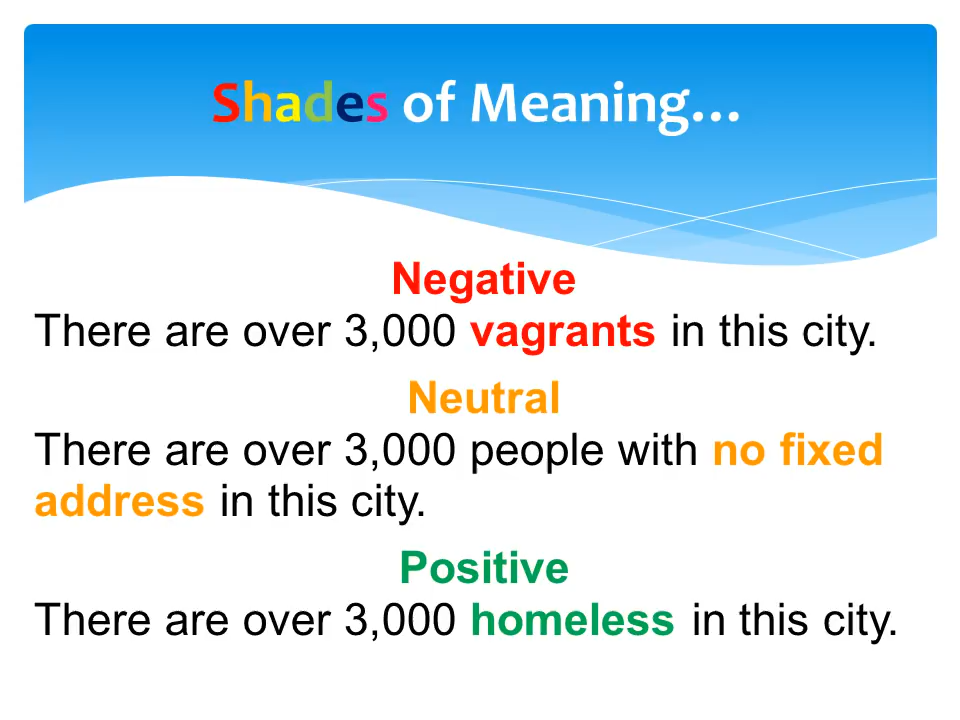 Shades of Meaning…
Negative
There are over 3,000 vagrants in this city.
Neutral
There are over 3,000 people with no fixed
address in this city.
Positive
There are over 3,000 homeless in this city.